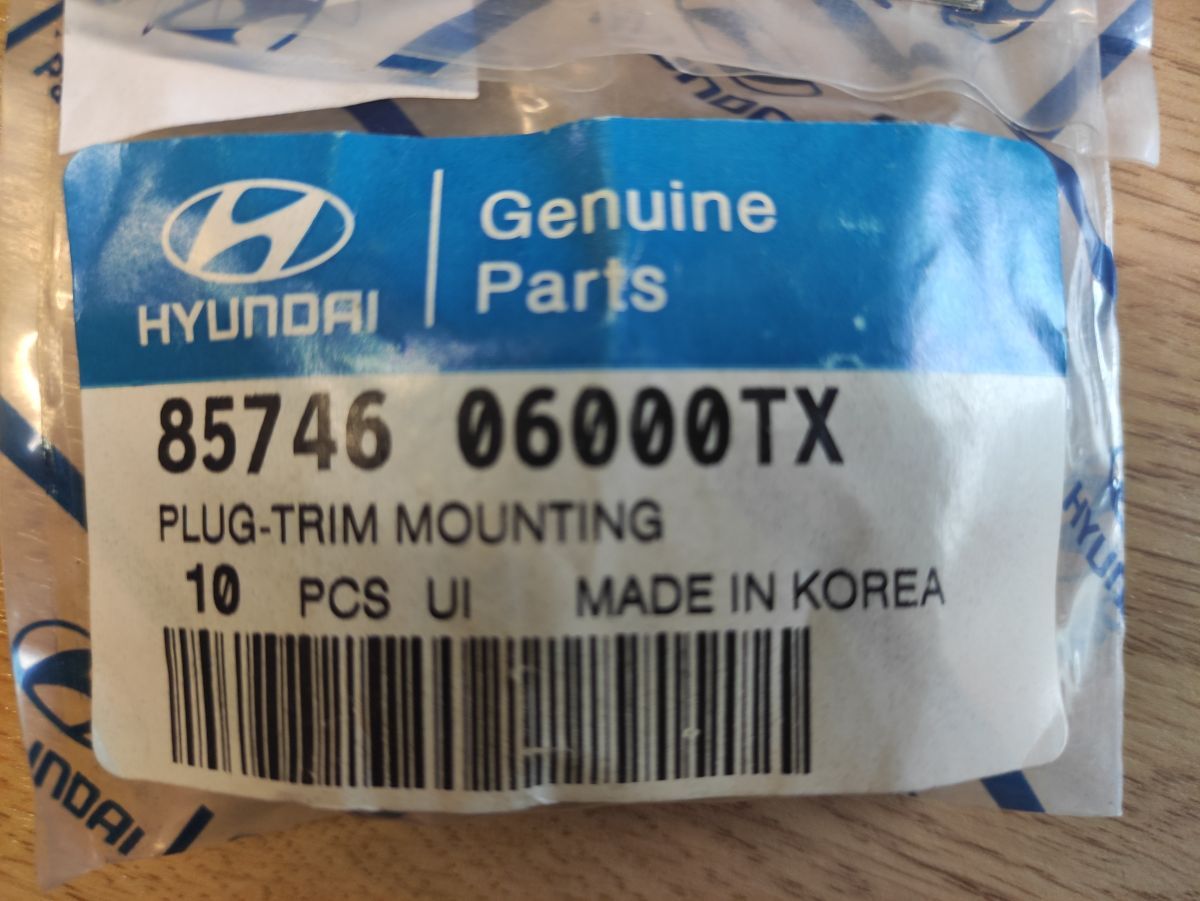 HYUNDAI
Genuine
Parts
85746 06000TX
PLUG-TRIM MOUNTING
10 PCS UI MADE IN KOREA